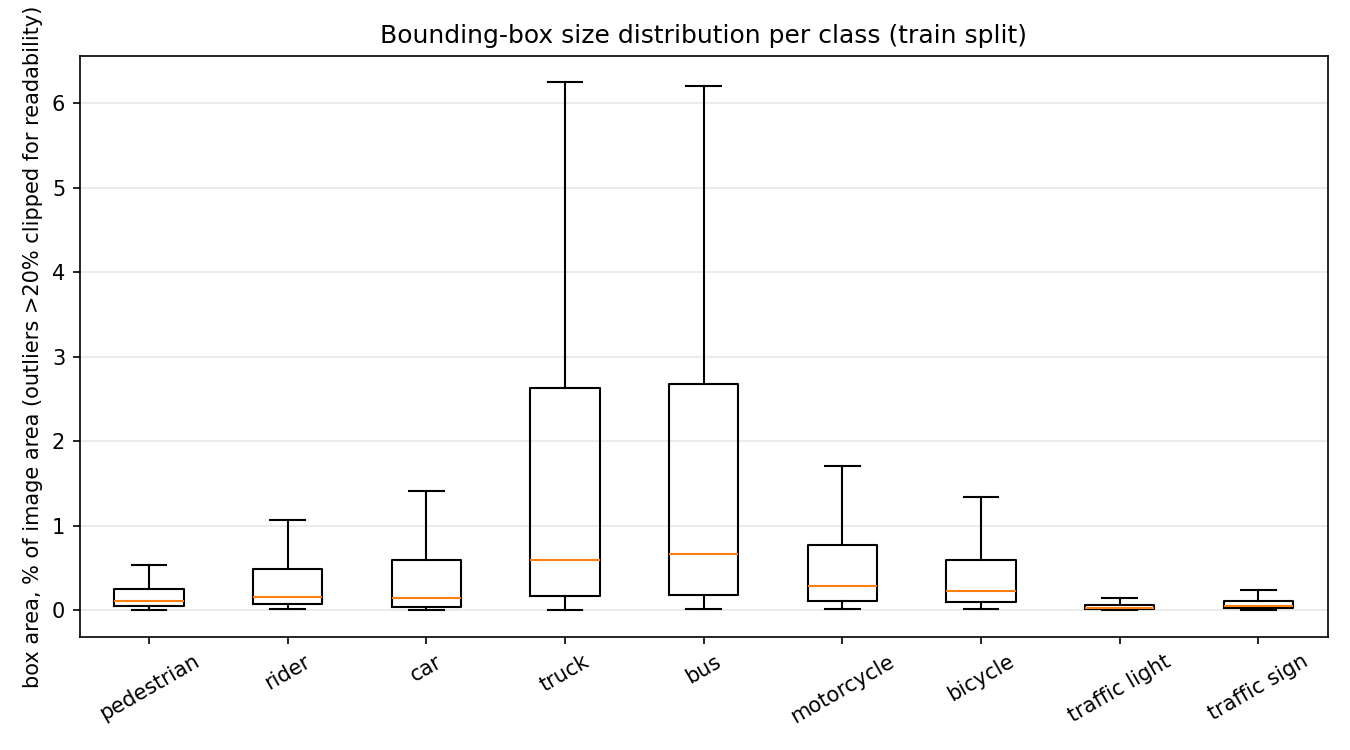 Bounding-box size distribution per class (train split)
box area, % of image area (outliers >20% clipped for readability)
6
5
4
3
2
1
0
pedestrian
rider
car
truck
bus
motorcycle
bicycle
traffic light
traffic sign